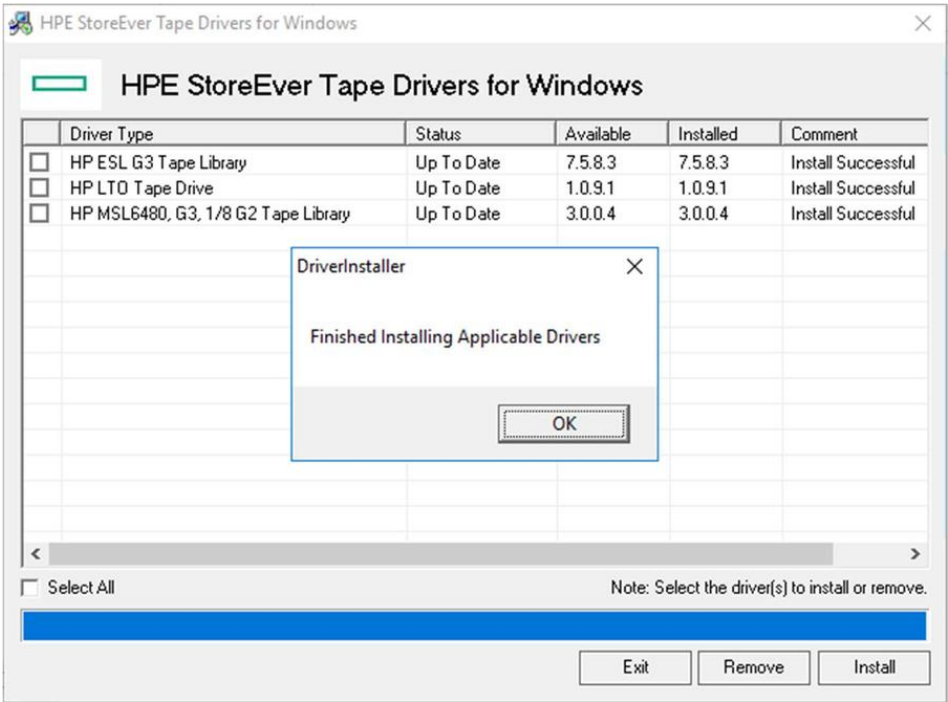 HPE StoreEver Tape Drivers for Windows
HPE StoreEver Tape Drivers for Windows
Driver Type Status Available Installed Comment
HP ESL G3 Tape Library Up To Date 7.5.8.3 7.5.8.3 Install Successful
HP LTO Tape Drive Up To Date 1.0.9.1 1.0.9.1 Install Successful
HP MSL6480, G3, 1/8 G2 Tape Library Up To Date 3.0.0.4 3.0.0.4 Install Successful
DriverInstaller
Finished Installing Applicable Drivers
OK
Select All Note: Select the driver(s) to install or remove.
Exit Remove Install